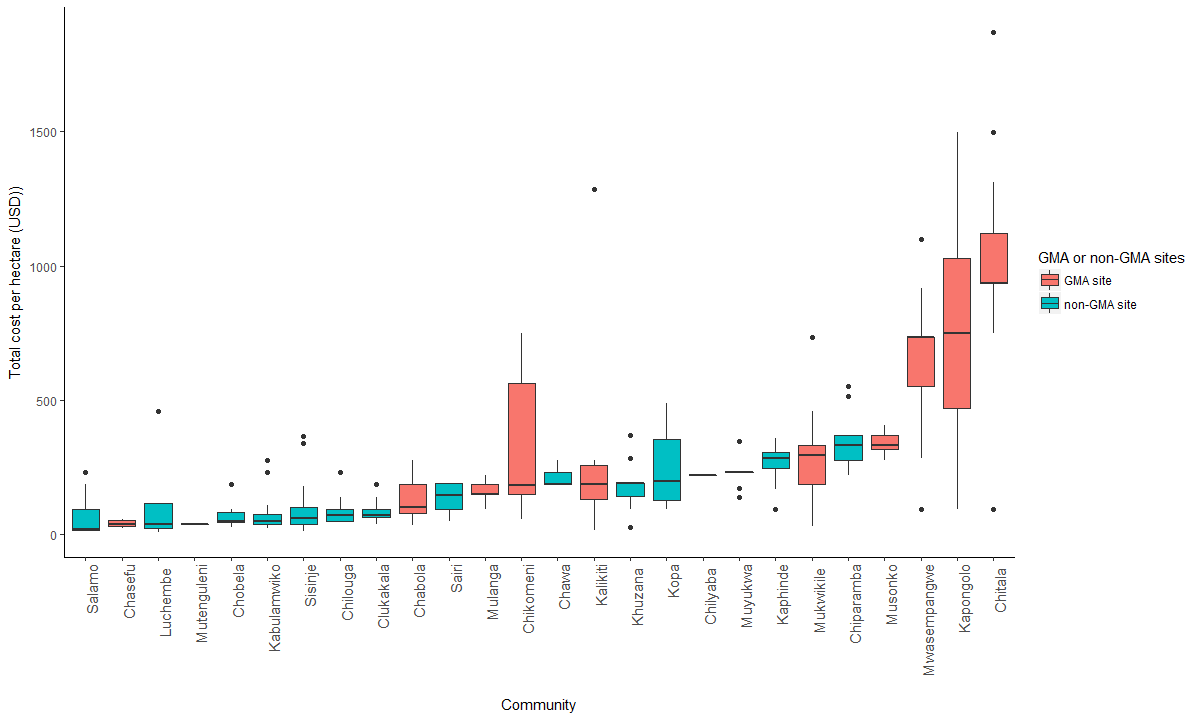 Total cost per hectare (USD))
1500
1000
500
0
Salamo
Chasefu
Luchembe
Mutenguleni
Chobela
Kabulamwiko
Sisinje
Chilouga
Clukakala
Chabola
Sairi
Mulanga
Chikomeni
Chawa
Kalikiti
Khuzana
Kopa
Chilyaba
Muyukwa
Kaphinde
Mukwikile
Chiparamba
Musonko
Mwasempangwe
Kapongolo
Chitala
Community
GMA or non-GMA sites
GMA site
non-GMA site